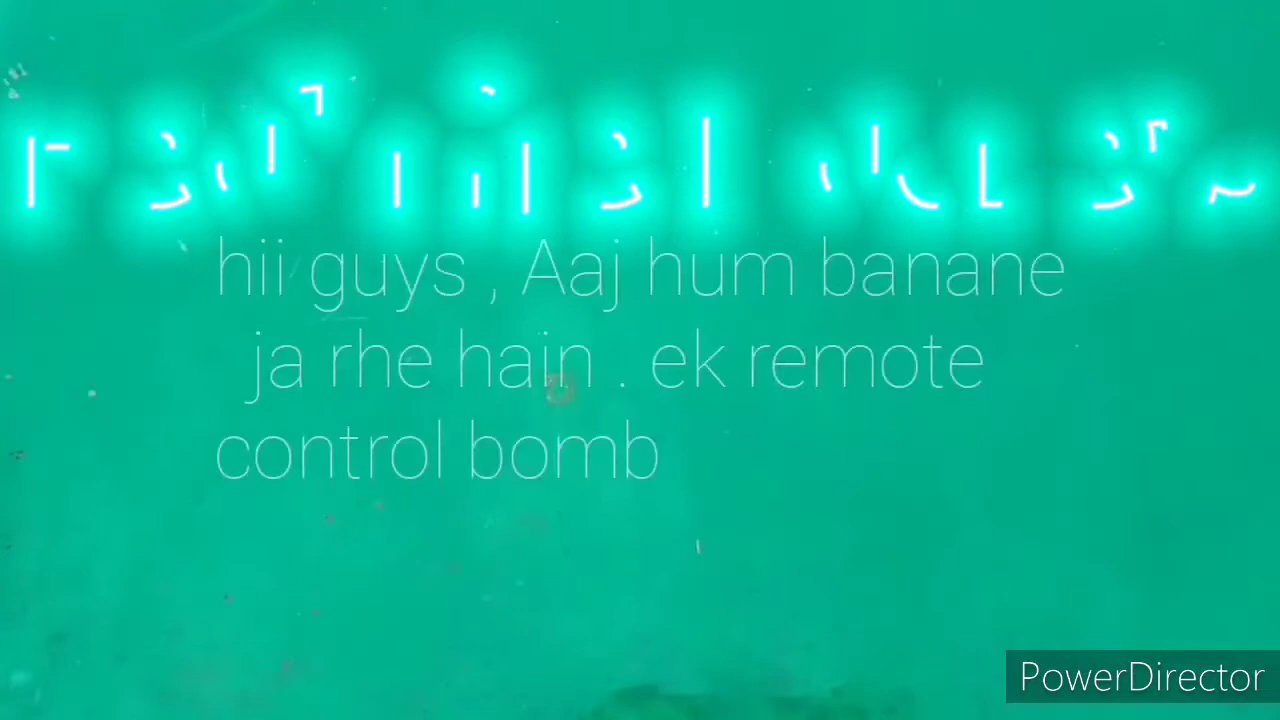 hii guys , Aaj hum banane
ja rhe hain . ek remote
control bomb
PowerDirector